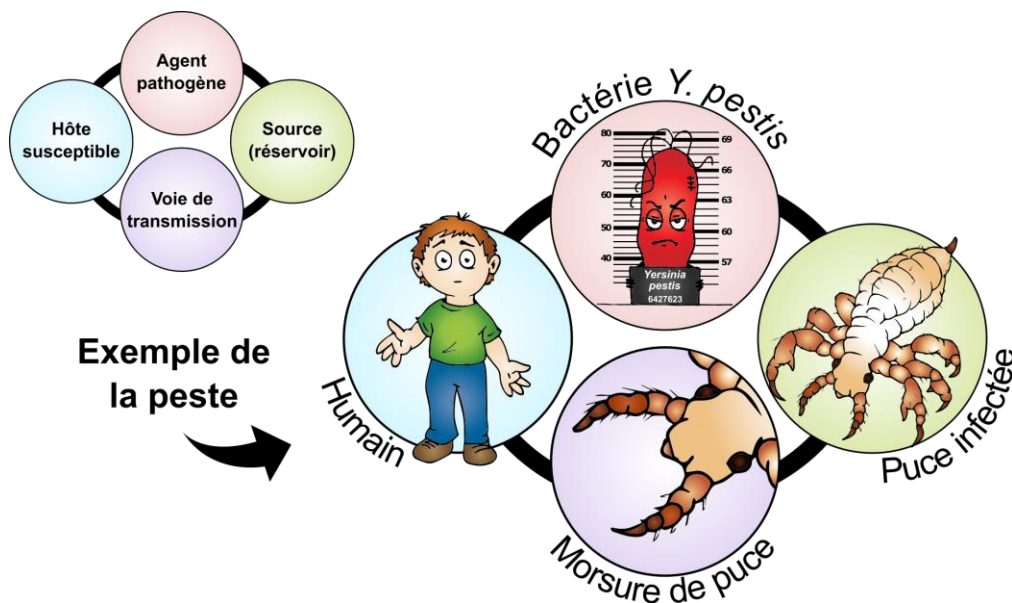 Agent
pathogène
Hôte
susceptible
Source
(réservoir)
Voie de
transmission
Exemple de
la peste
Bactérie Y. pestis
80
70
60
50
40
69
66
63
60
57
Yersinia
pestis
6427623
Humain
Puce infectée
Morsure de puce